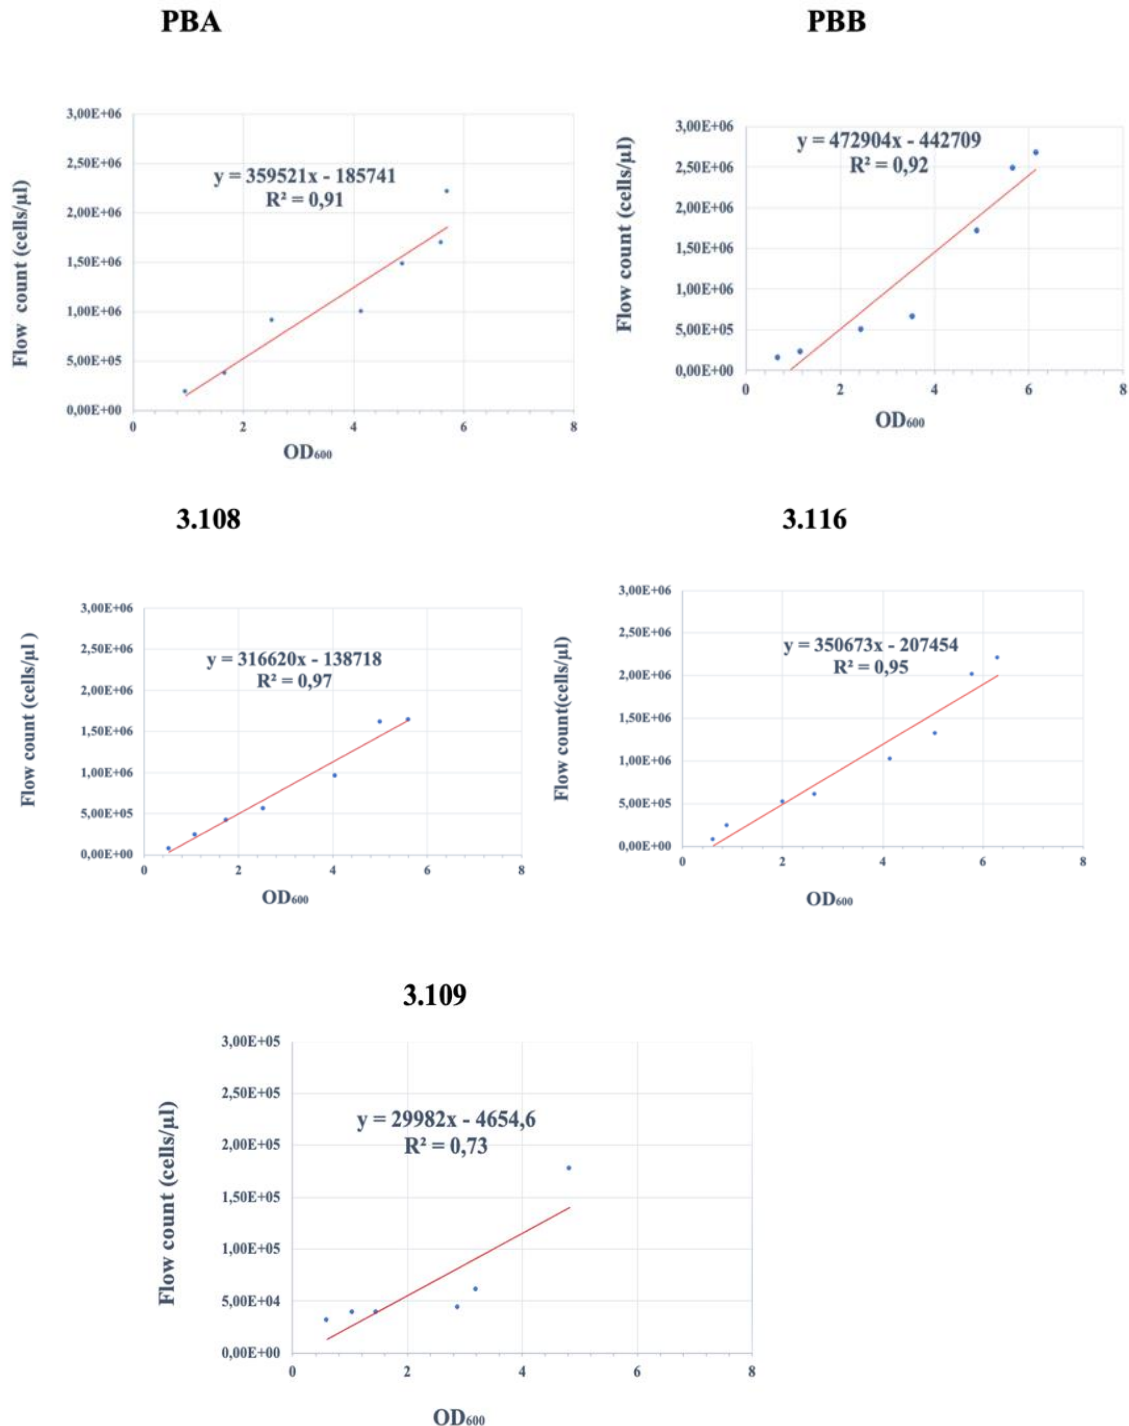 PBA
3,00E+06
2,50E+06
2,00E+06
1,50E+06
1,00E+06
5,00E+05
0,00E+00
Flow count (cells/µl)
y = 359521x - 185741
R² = 0,91
0 2 4 6 8
OD₆₀₀
PBB
3,00E+06
2,50E+06
2,00E+06
1,50E+06
1,00E+06
5,00E+05
0,00E+00
Flow count (cells/µl)
y = 472904x - 442709
R² = 0,92
0 2 4 6 8
OD₆₀₀
3.108
3,00E+06
2,50E+06
2,00E+06
1,50E+06
1,00E+06
5,00E+05
0,00E+00
Flow count (cells/µl )
y = 316620x - 138718
R² = 0,97
0 2 4 6 8
OD₆₀₀
3.116
3,00E+06
2,50E+06
2,00E+06
1,50E+06
1,00E+06
5,00E+05
0,00E+00
Flow count(cells/µl)
y = 350673x - 207454
R² = 0,95
0 2 4 6 8
OD₆₀₀
3.109
3,00E+05
2,50E+05
2,00E+05
1,50E+05
1,00E+05
5,00E+04
0,00E+00
Flow count (cells/µl)
y = 29982x - 4654,6
R² = 0,73
0 2 4 6 8
OD₆₀₀